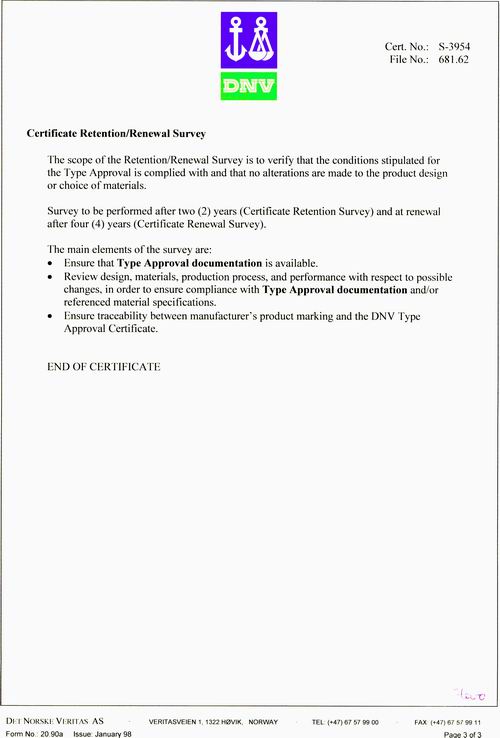 DNV
Cert. No.: S-3954
File No.: 681.62
Certificate Retention/Renewal Survey
The scope of the Retention/Renewal Survey is to verify that the conditions stipulated for
the Type Approval is complied with and that no alterations are made to the product design
or choice of materials.
Survey to be performed after two (2) years (Certificate Retention Survey) and at renewal
after four (4) years (Certificate Renewal Survey).
The main elements of the survey are:
• Ensure that Type Approval documentation is available.
• Review design, materials, production process, and performance with respect to possible
changes, in order to ensure compliance with Type Approval documentation and/or
referenced material specifications.
• Ensure traceability between manufacturer's product marking and the DNV Type
Approval Certificate.
END OF CERTIFICATE
DET NORSKE VERITAS AS · VERITASVEIEN 1, 1322 HØVIK, NORWAY · TEL: (+47) 67 57 99 00 · FAX: (+47) 67 57 99 11
Form No.: 20.90a Issue: January 98 Page 3 of 3